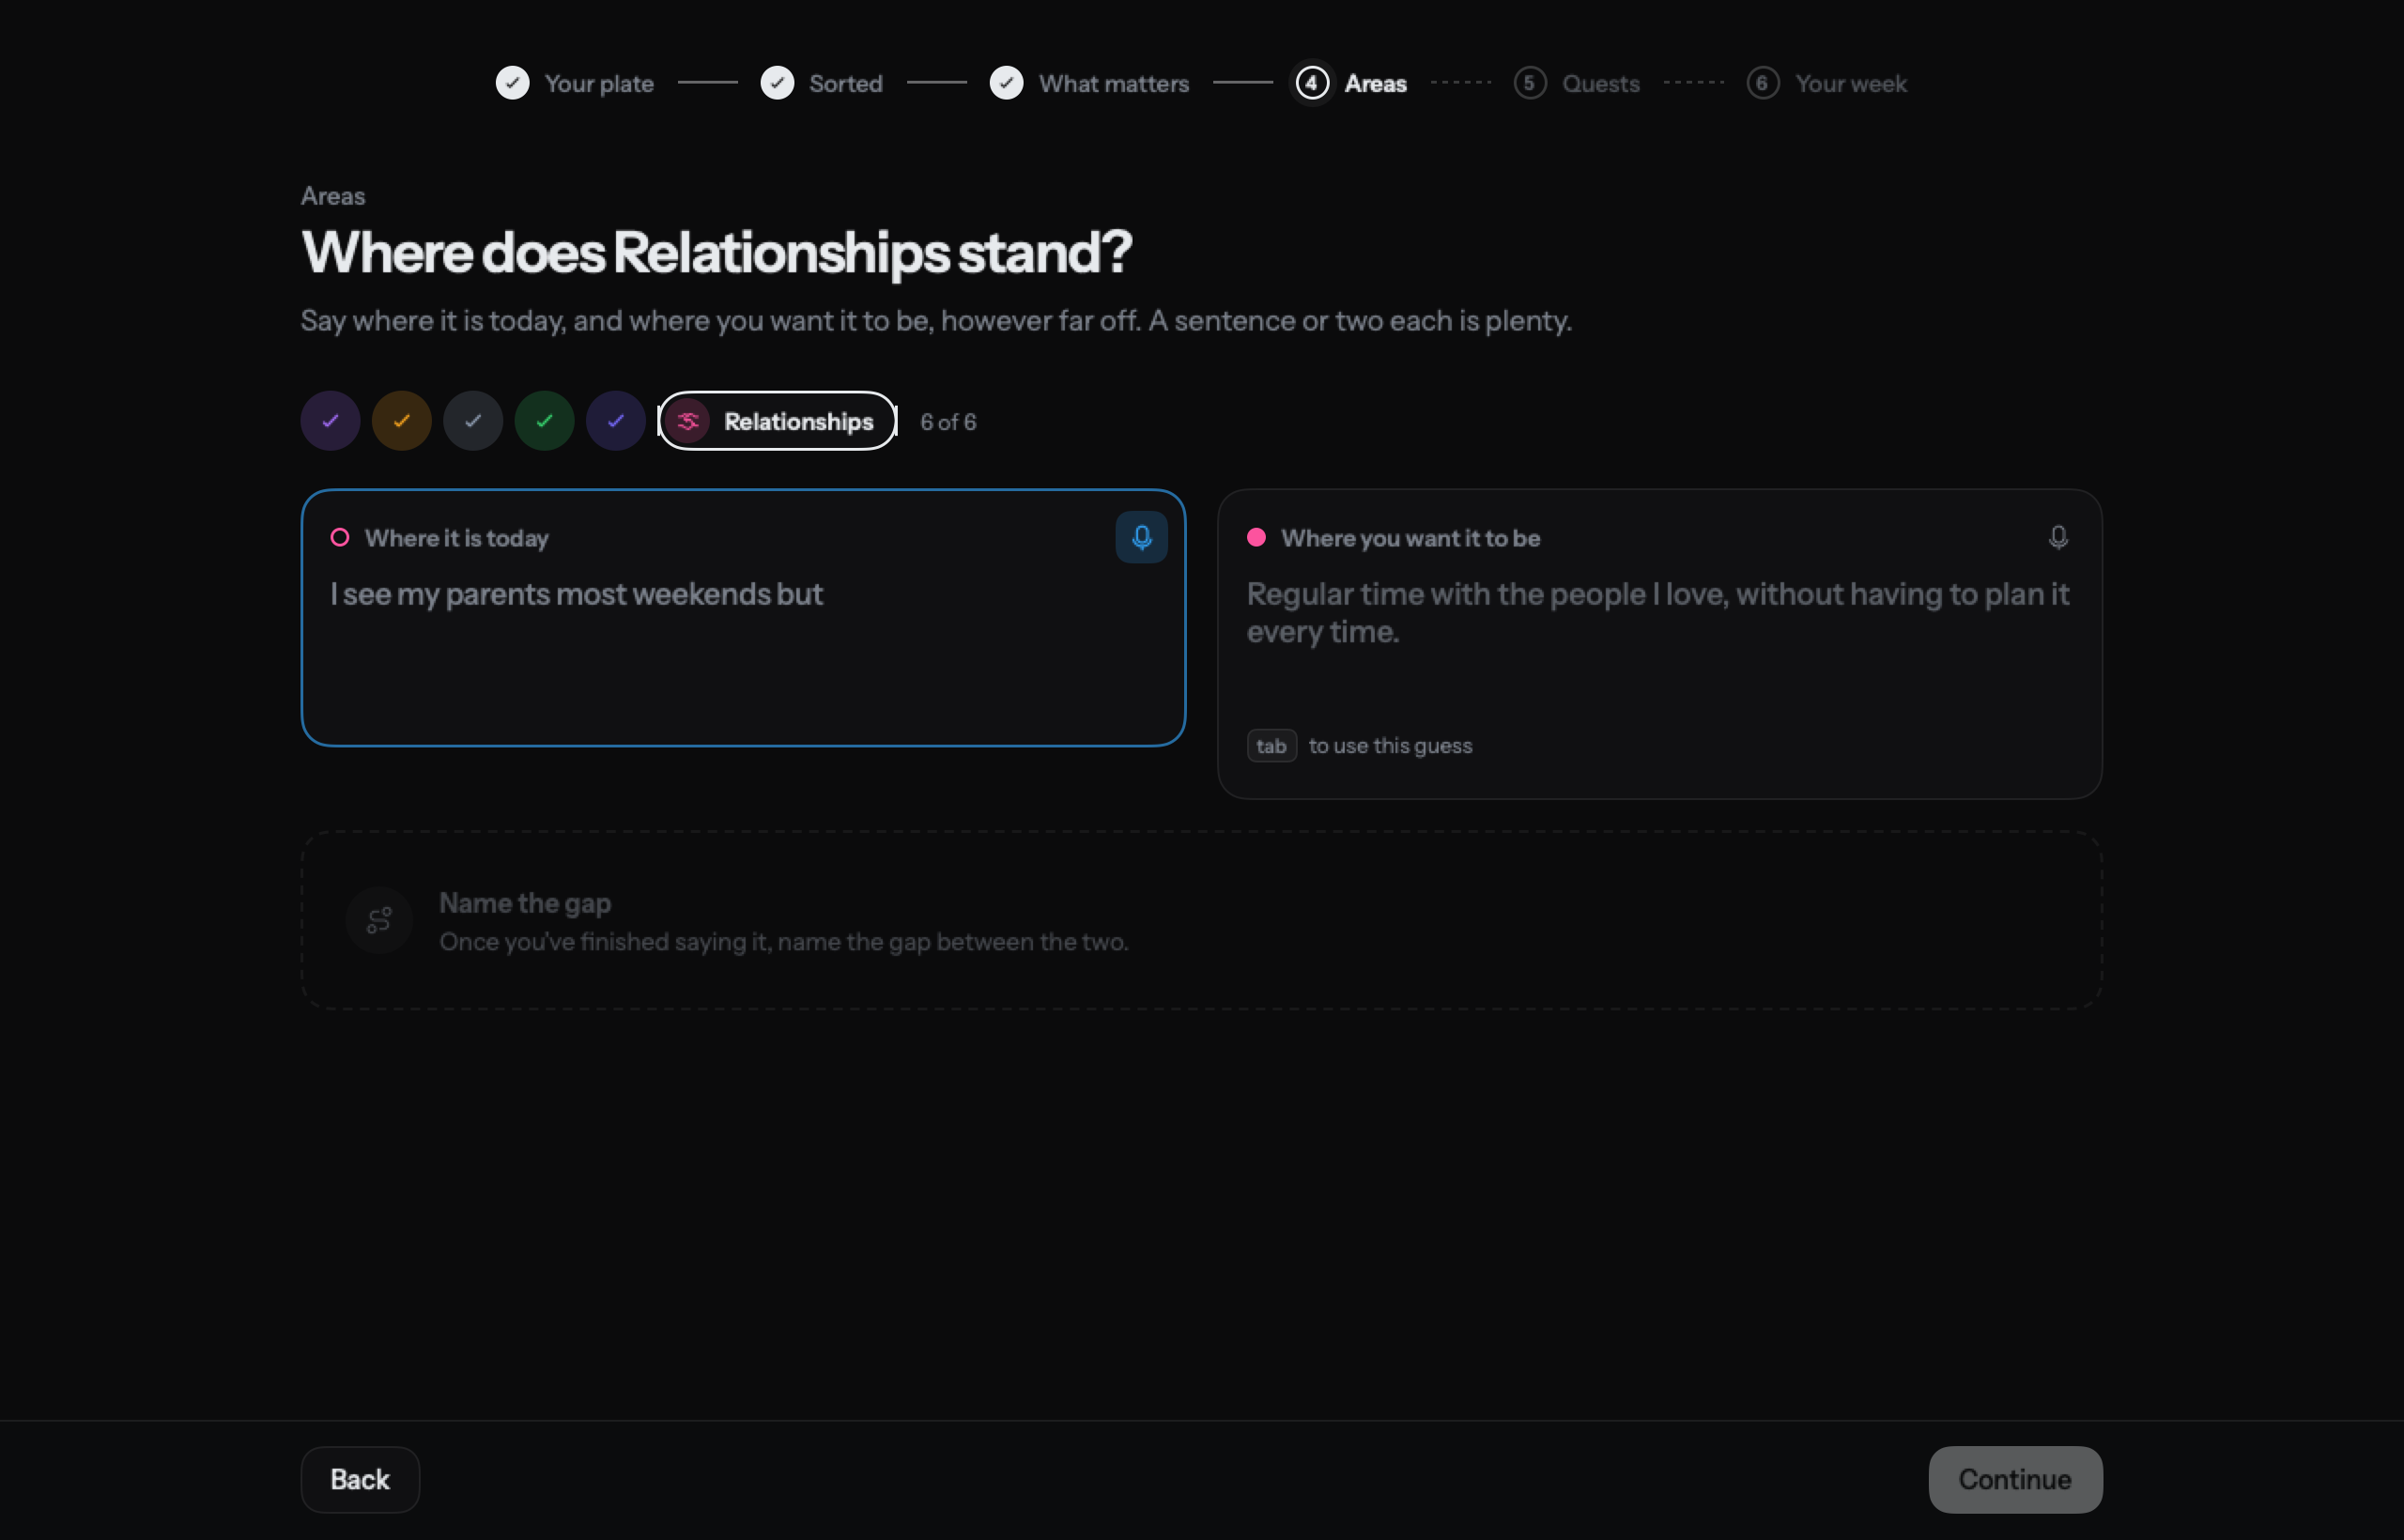 Your plate
Sorted
What matters
4 Areas
5 Quests
6 Your week
Areas
Where does Relationships stand?
Say where it is today, and where you want it to be, however far off. A sentence or two each is plenty.
Relationships
6 of 6
Where it is today
I see my parents most weekends but
Where you want it to be
Regular time with the people I love, without having to plan it
every time.
tab to use this guess
Name the gap
Once you've finished saying it, name the gap between the two.
Back
Continue